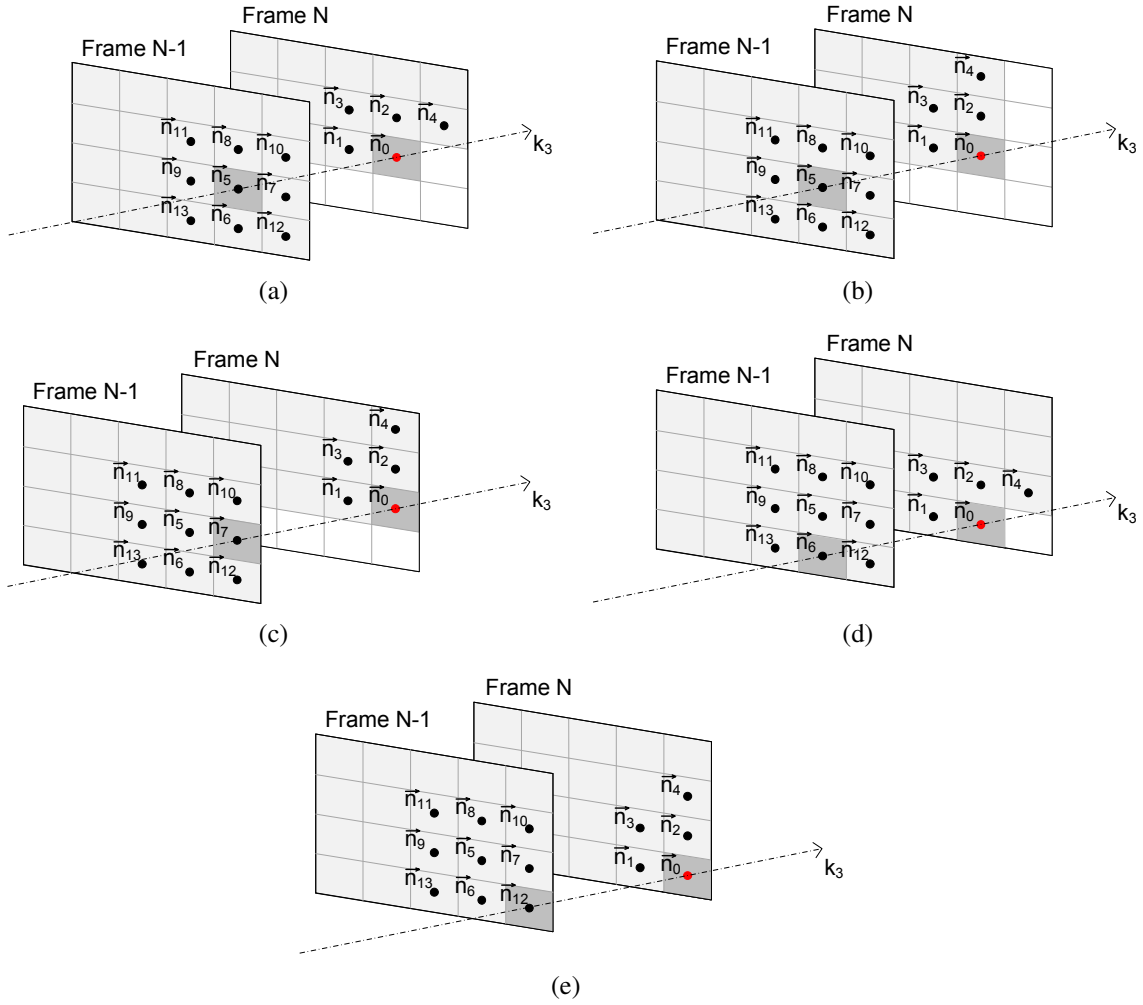 Frame N
Frame N-1
n⃗3 n⃗2 n⃗4
n⃗11 n⃗8 n⃗10 n⃗1 n⃗0
k3
n⃗9 n⃗5 n⃗7
n⃗13 n⃗6 n⃗12
(a)
Frame N
Frame N-1
n⃗4
n⃗3 n⃗2
n⃗11 n⃗8 n⃗10 n⃗1 n⃗0
k3
n⃗9 n⃗5 n⃗7
n⃗13 n⃗6 n⃗12
(b)
Frame N
Frame N-1
n⃗4
n⃗3 n⃗2
n⃗11 n⃗8 n⃗10 n⃗1 n⃗0
k3
n⃗9 n⃗5 n⃗7
n⃗13 n⃗6 n⃗12
(c)
Frame N
Frame N-1
n⃗11 n⃗8 n⃗10 n⃗3 n⃗2 n⃗4
n⃗9 n⃗5 n⃗7 n⃗1 n⃗0
k3
n⃗13 n⃗6 n⃗12
(d)
Frame N
Frame N-1
n⃗4
n⃗11 n⃗8 n⃗10 n⃗3 n⃗2
n⃗9 n⃗5 n⃗7 n⃗1 n⃗0
k3
n⃗13 n⃗6 n⃗12
(e)